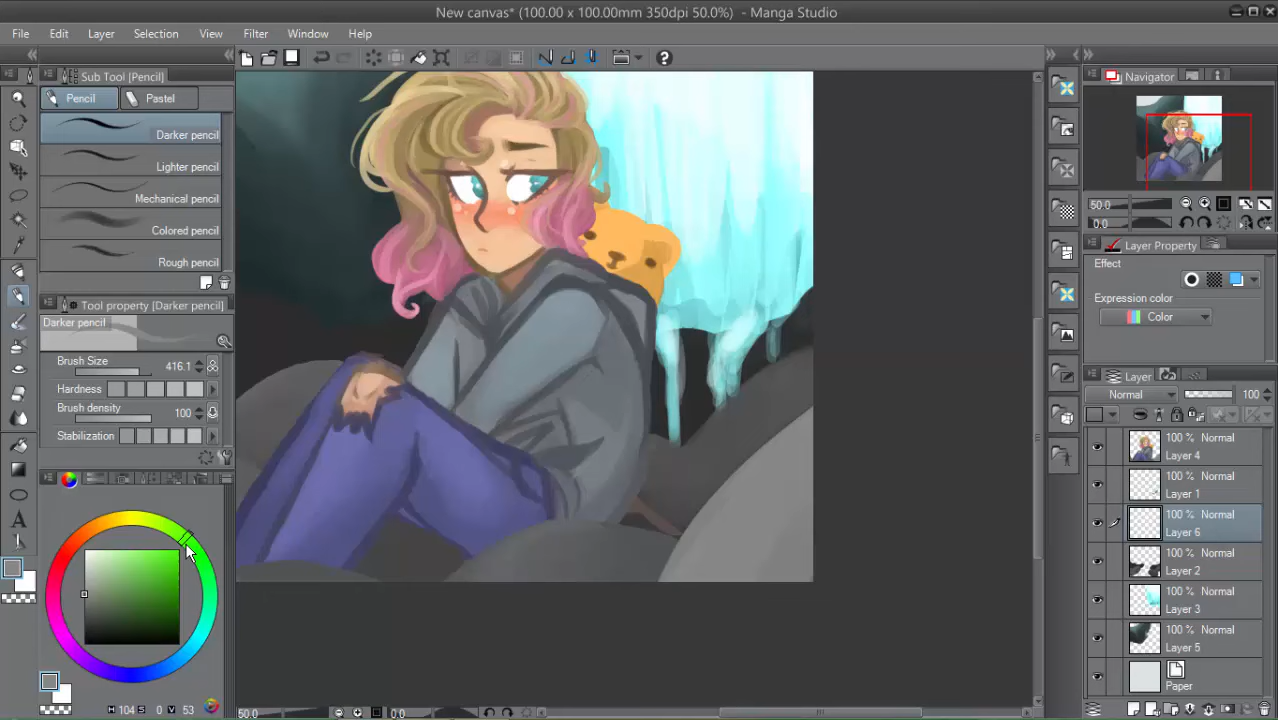 New canvas* (100.00 x 100.00mm 350dpi 50.0%) - Manga Studio
File Edit Layer Selection View Filter Window Help
Sub Tool [Pencil]
Pencil Pastel
Darker pencil
Lighter pencil
Mechanical pencil
Colored pencil
Rough pencil
Tool property [Darker pencil]
Darker pencil
Brush Size 416.1
Hardness
Brush density 100
Stabilization
A
H 104 S 0 V 53
50.0 0.0
Navigator
50.0
0.0
Layer Property
Effect
Expression color
Color
Layer
Normal 100
100 % Normal
Layer 4
100 % Normal
Layer 1
100 % Normal
Layer 6
100 % Normal
Layer 2
100 % Normal
Layer 3
100 % Normal
Layer 5
Paper